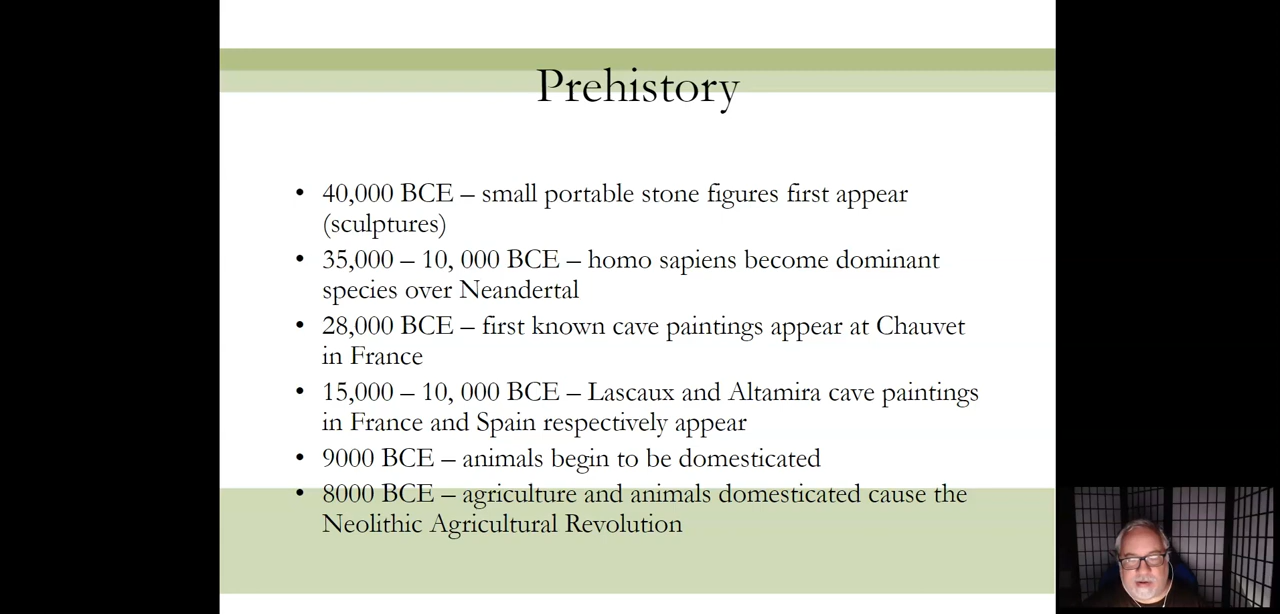 Prehistory
• 40,000 BCE – small portable stone figures first appear
(sculptures)
• 35,000 – 10, 000 BCE – homo sapiens become dominant
species over Neandertal
• 28,000 BCE – first known cave paintings appear at Chauvet
in France
• 15,000 – 10, 000 BCE – Lascaux and Altamira cave paintings
in France and Spain respectively appear
• 9000 BCE – animals begin to be domesticated
• 8000 BCE – agriculture and animals domesticated cause the
Neolithic Agricultural Revolution